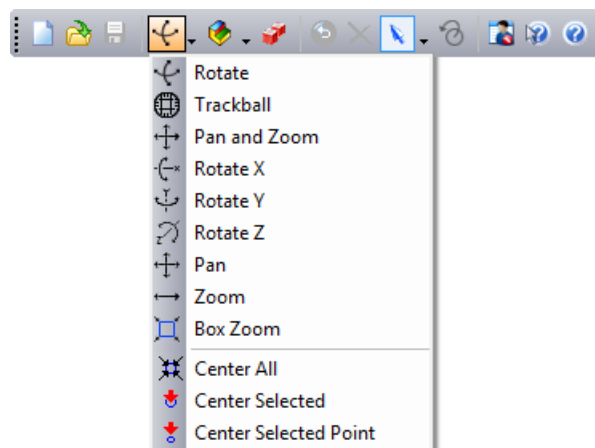 Rotate
Trackball
Pan and Zoom
Rotate X
Rotate Y
Rotate Z
Pan
Zoom
Box Zoom
Center All
Center Selected
Center Selected Point